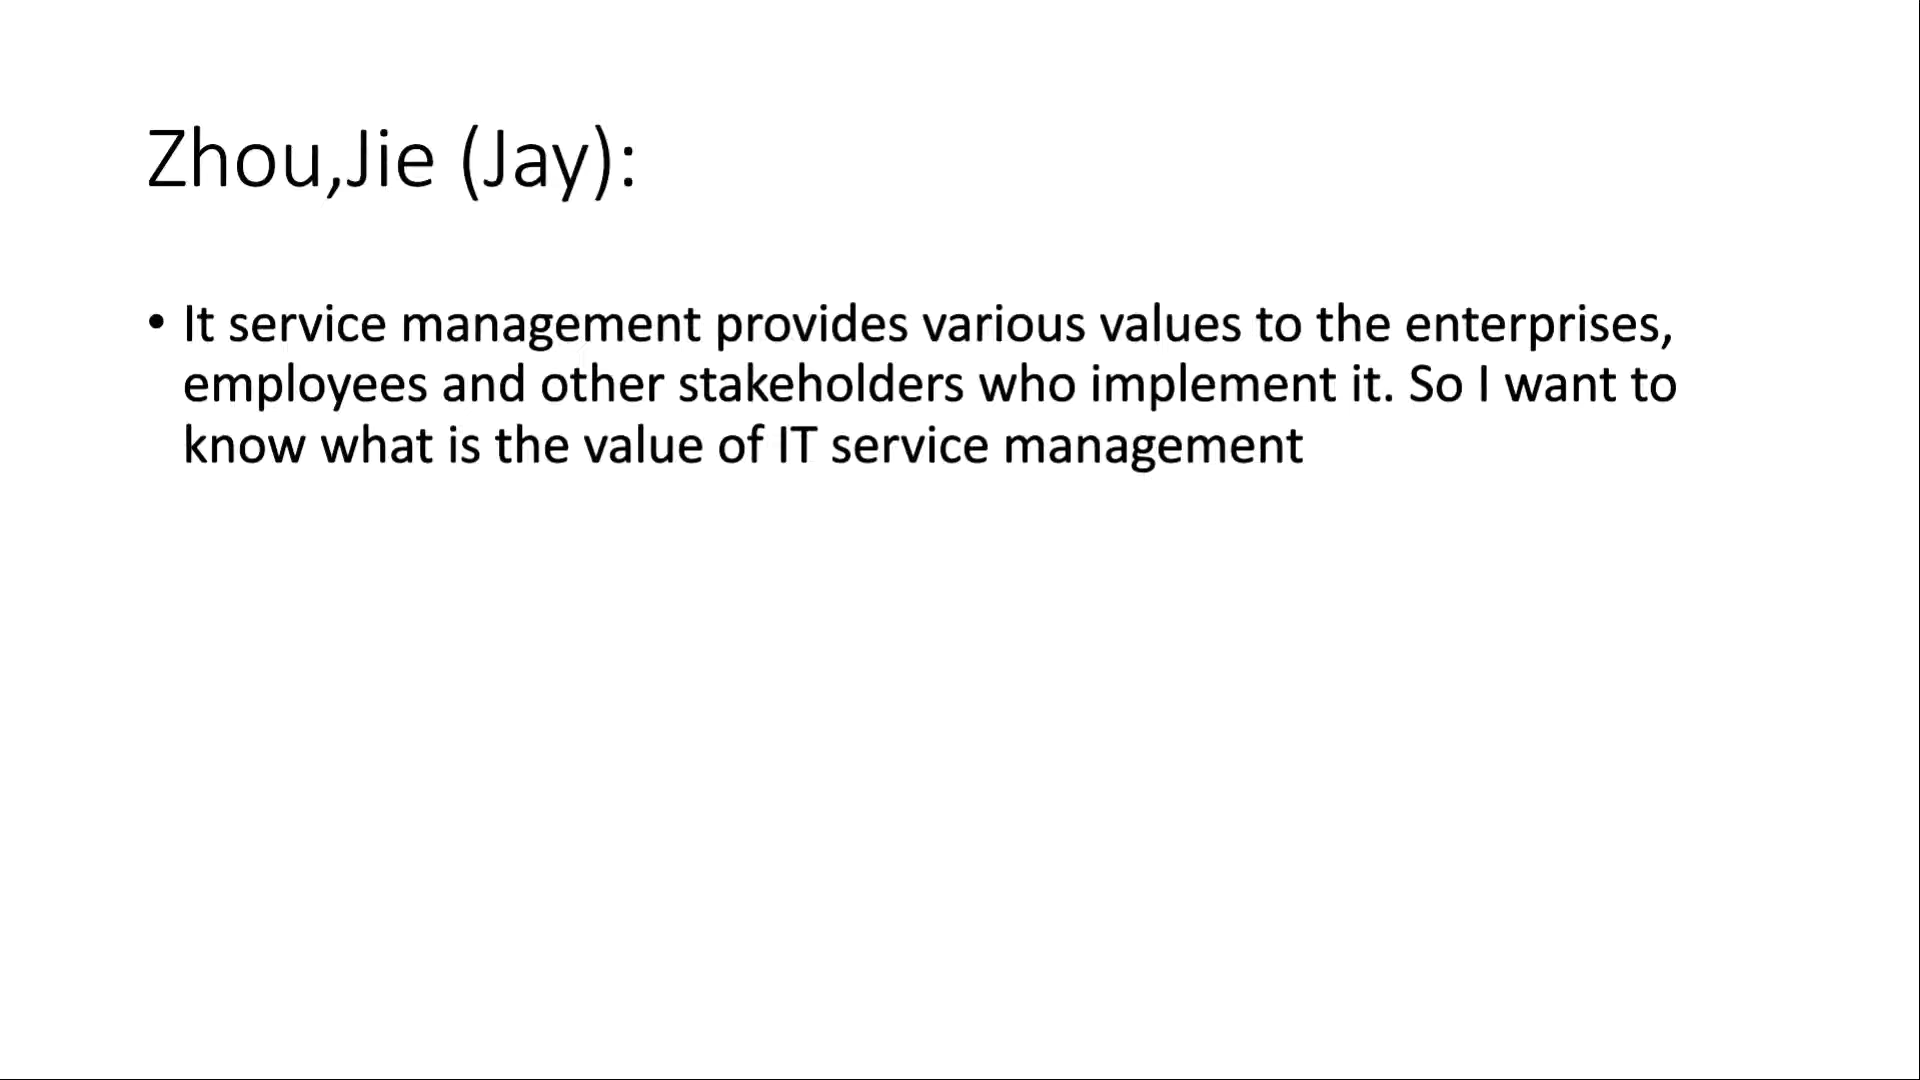 Zhou,Jie (Jay):
• It service management provides various values to the enterprises,
employees and other stakeholders who implement it. So I want to
know what is the value of IT service management